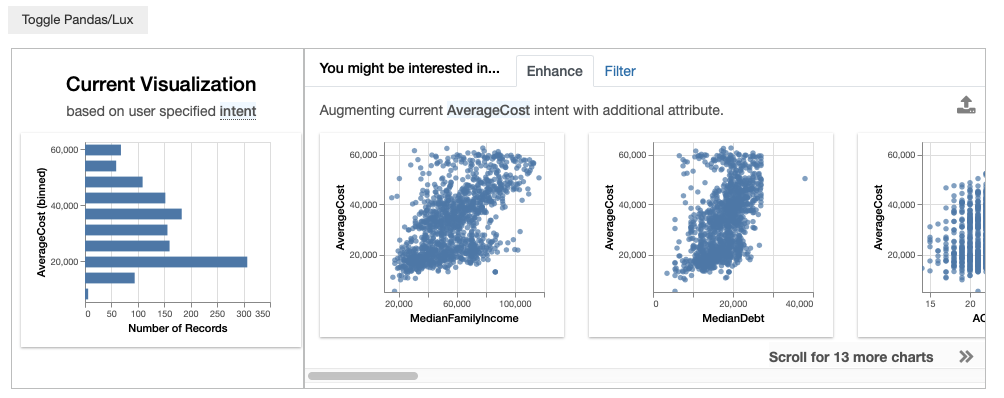 Toggle Pandas/Lux
Current Visualization
based on user specified intent
60,000
40,000
20,000
AverageCost (binned)
0 50 100 150 200 250 300 350
Number of Records
You might be interested in... Enhance Filter
Augmenting current AverageCost intent with additional attribute.
60,000
40,000
20,000
AverageCost
20,000 60,000 100,000
MedianFamilyIncome
60,000
40,000
20,000
AverageCost
0 20,000 40,000
MedianDebt
60,000
40,000
20,000
AverageCost
15 20
AC
Scroll for 13 more charts